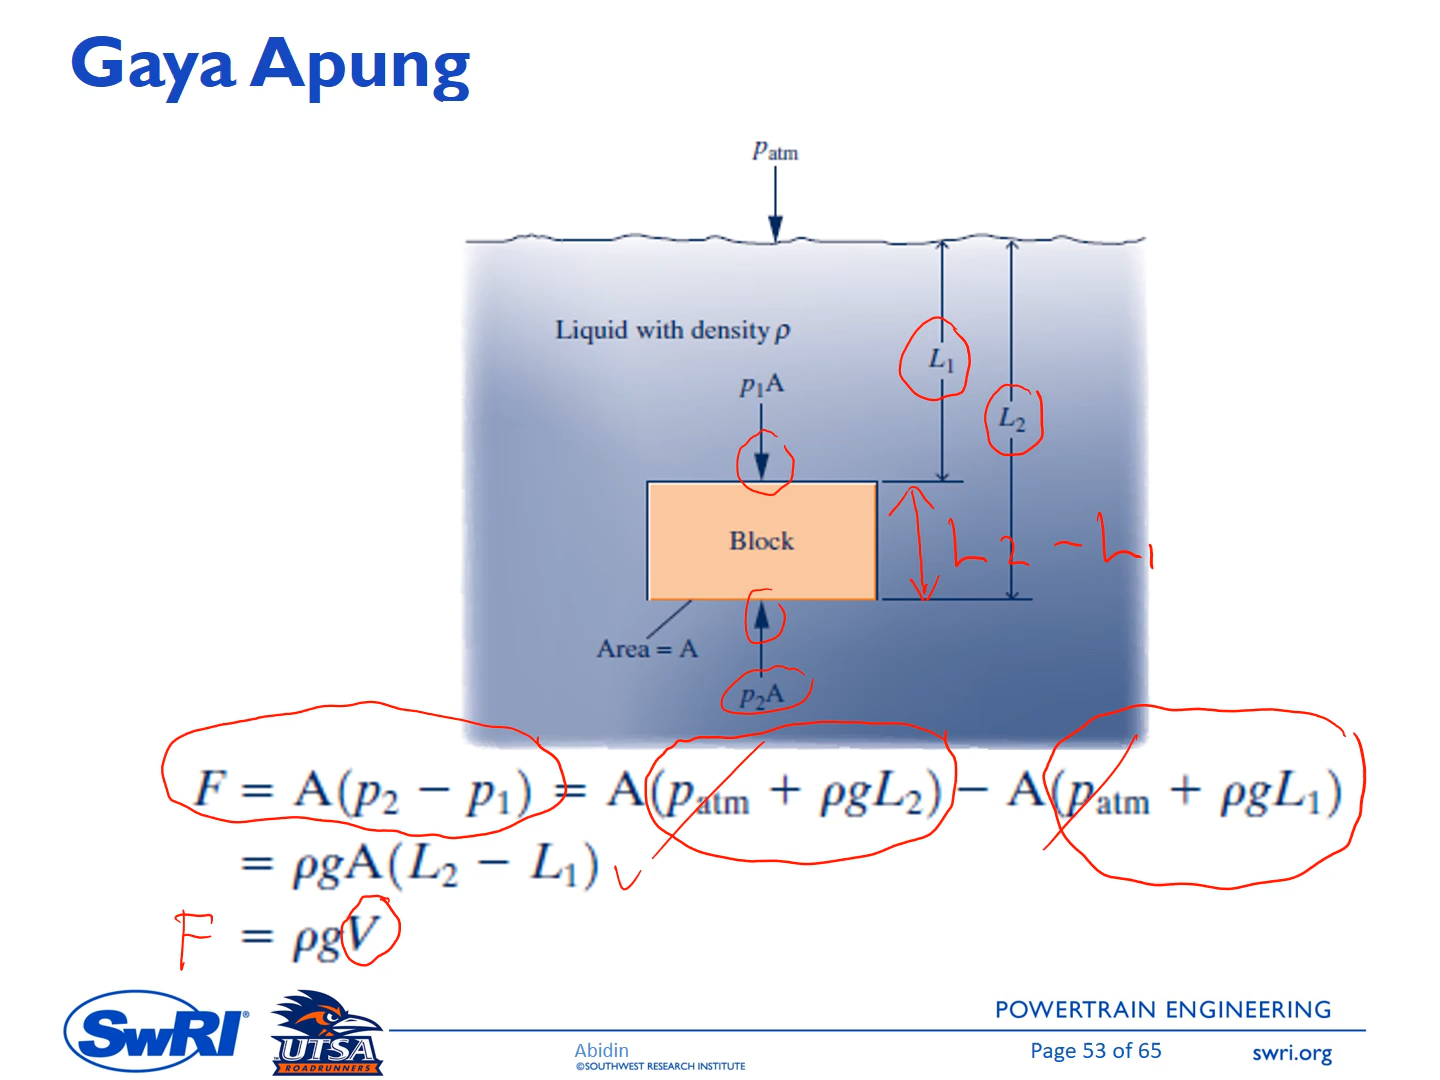 Gaya Apung
patm
Liquid with density ρ
p₁A
L₁
L₂
Block
L2 - L1
Area = A
p₂A
F = A(p₂ − p₁) = A(patm + ρgL₂) − A(patm + ρgL₁)
= ρgA(L₂ − L₁)
F = ρgV
SwRI®
UTSA
ROADRUNNERS
POWERTRAIN ENGINEERING
Abidin
©SOUTHWEST RESEARCH INSTITUTE
Page 53 of 65
swri.org